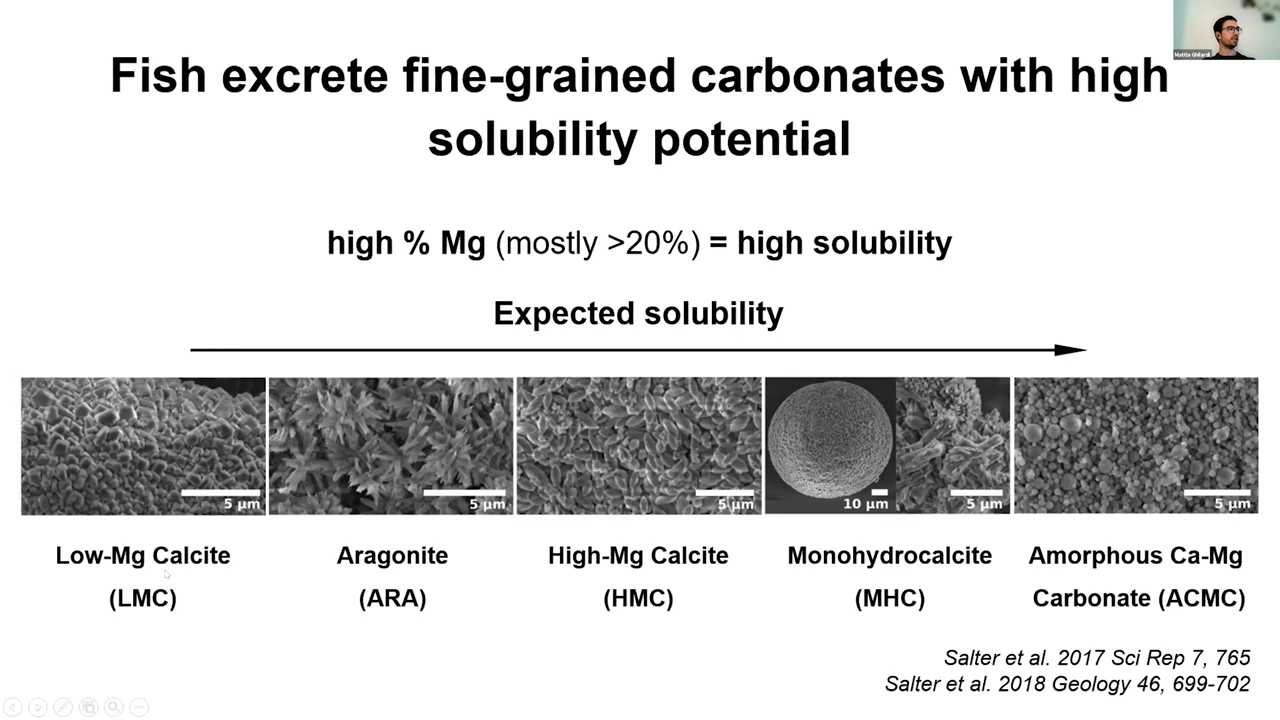 Mattia Ghilardi
Fish excrete fine-grained carbonates with high
solubility potential
high % Mg (mostly >20%) = high solubility
Expected solubility
5 µm
5 µm
5 µm
10 µm
5 µm
5 µm
Low-Mg Calcite
(LMC)
Aragonite
(ARA)
High-Mg Calcite
(HMC)
Monohydrocalcite
(MHC)
Amorphous Ca-Mg
Carbonate (ACMC)
Salter et al. 2017 Sci Rep 7, 765
Salter et al. 2018 Geology 46, 699-702